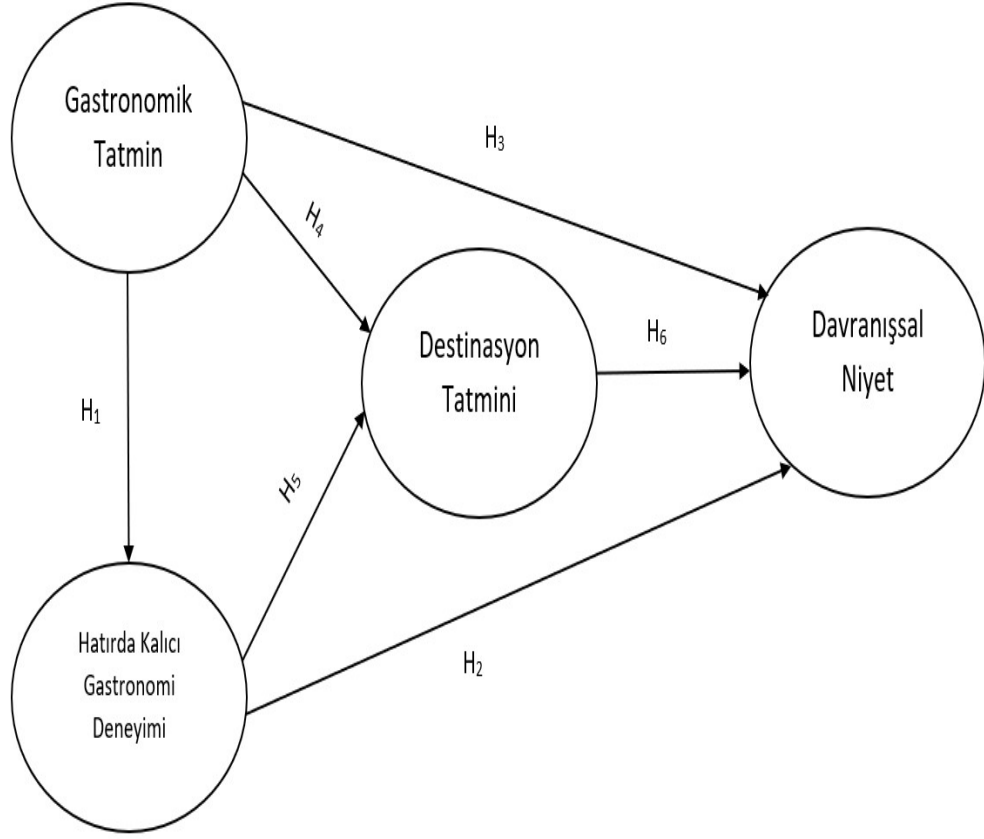 Gastronomik
Tatmin
H₃
H₄
Destinasyon
Tatmini
H₆
Davranışsal
Niyet
H₁
H₅
Hatırda Kalıcı
Gastronomi
Deneyimi
H₂